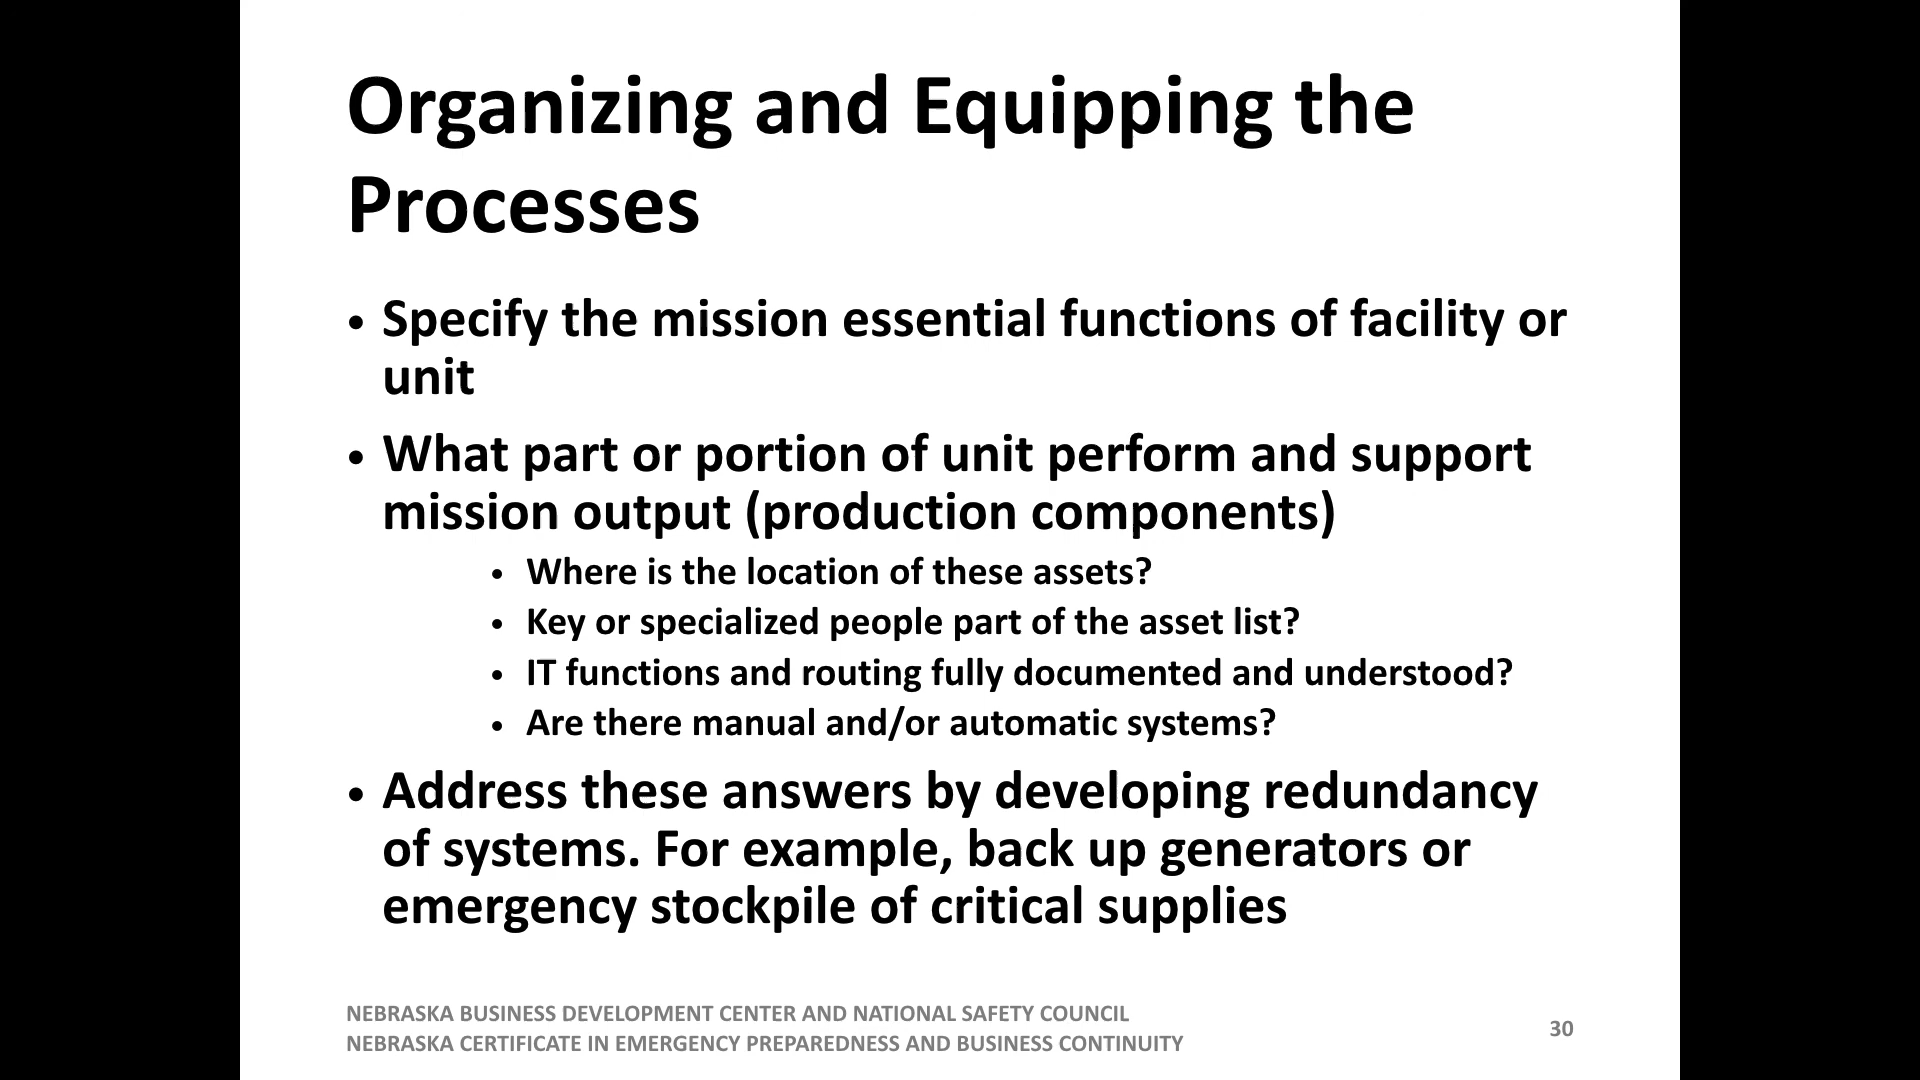 Organizing and Equipping the
Processes
• Specify the mission essential functions of facility or
unit
• What part or portion of unit perform and support
mission output (production components)
• Where is the location of these assets?
• Key or specialized people part of the asset list?
• IT functions and routing fully documented and understood?
• Are there manual and/or automatic systems?
• Address these answers by developing redundancy
of systems. For example, back up generators or
emergency stockpile of critical supplies
NEBRASKA BUSINESS DEVELOPMENT CENTER AND NATIONAL SAFETY COUNCIL
NEBRASKA CERTIFICATE IN EMERGENCY PREPAREDNESS AND BUSINESS CONTINUITY
30